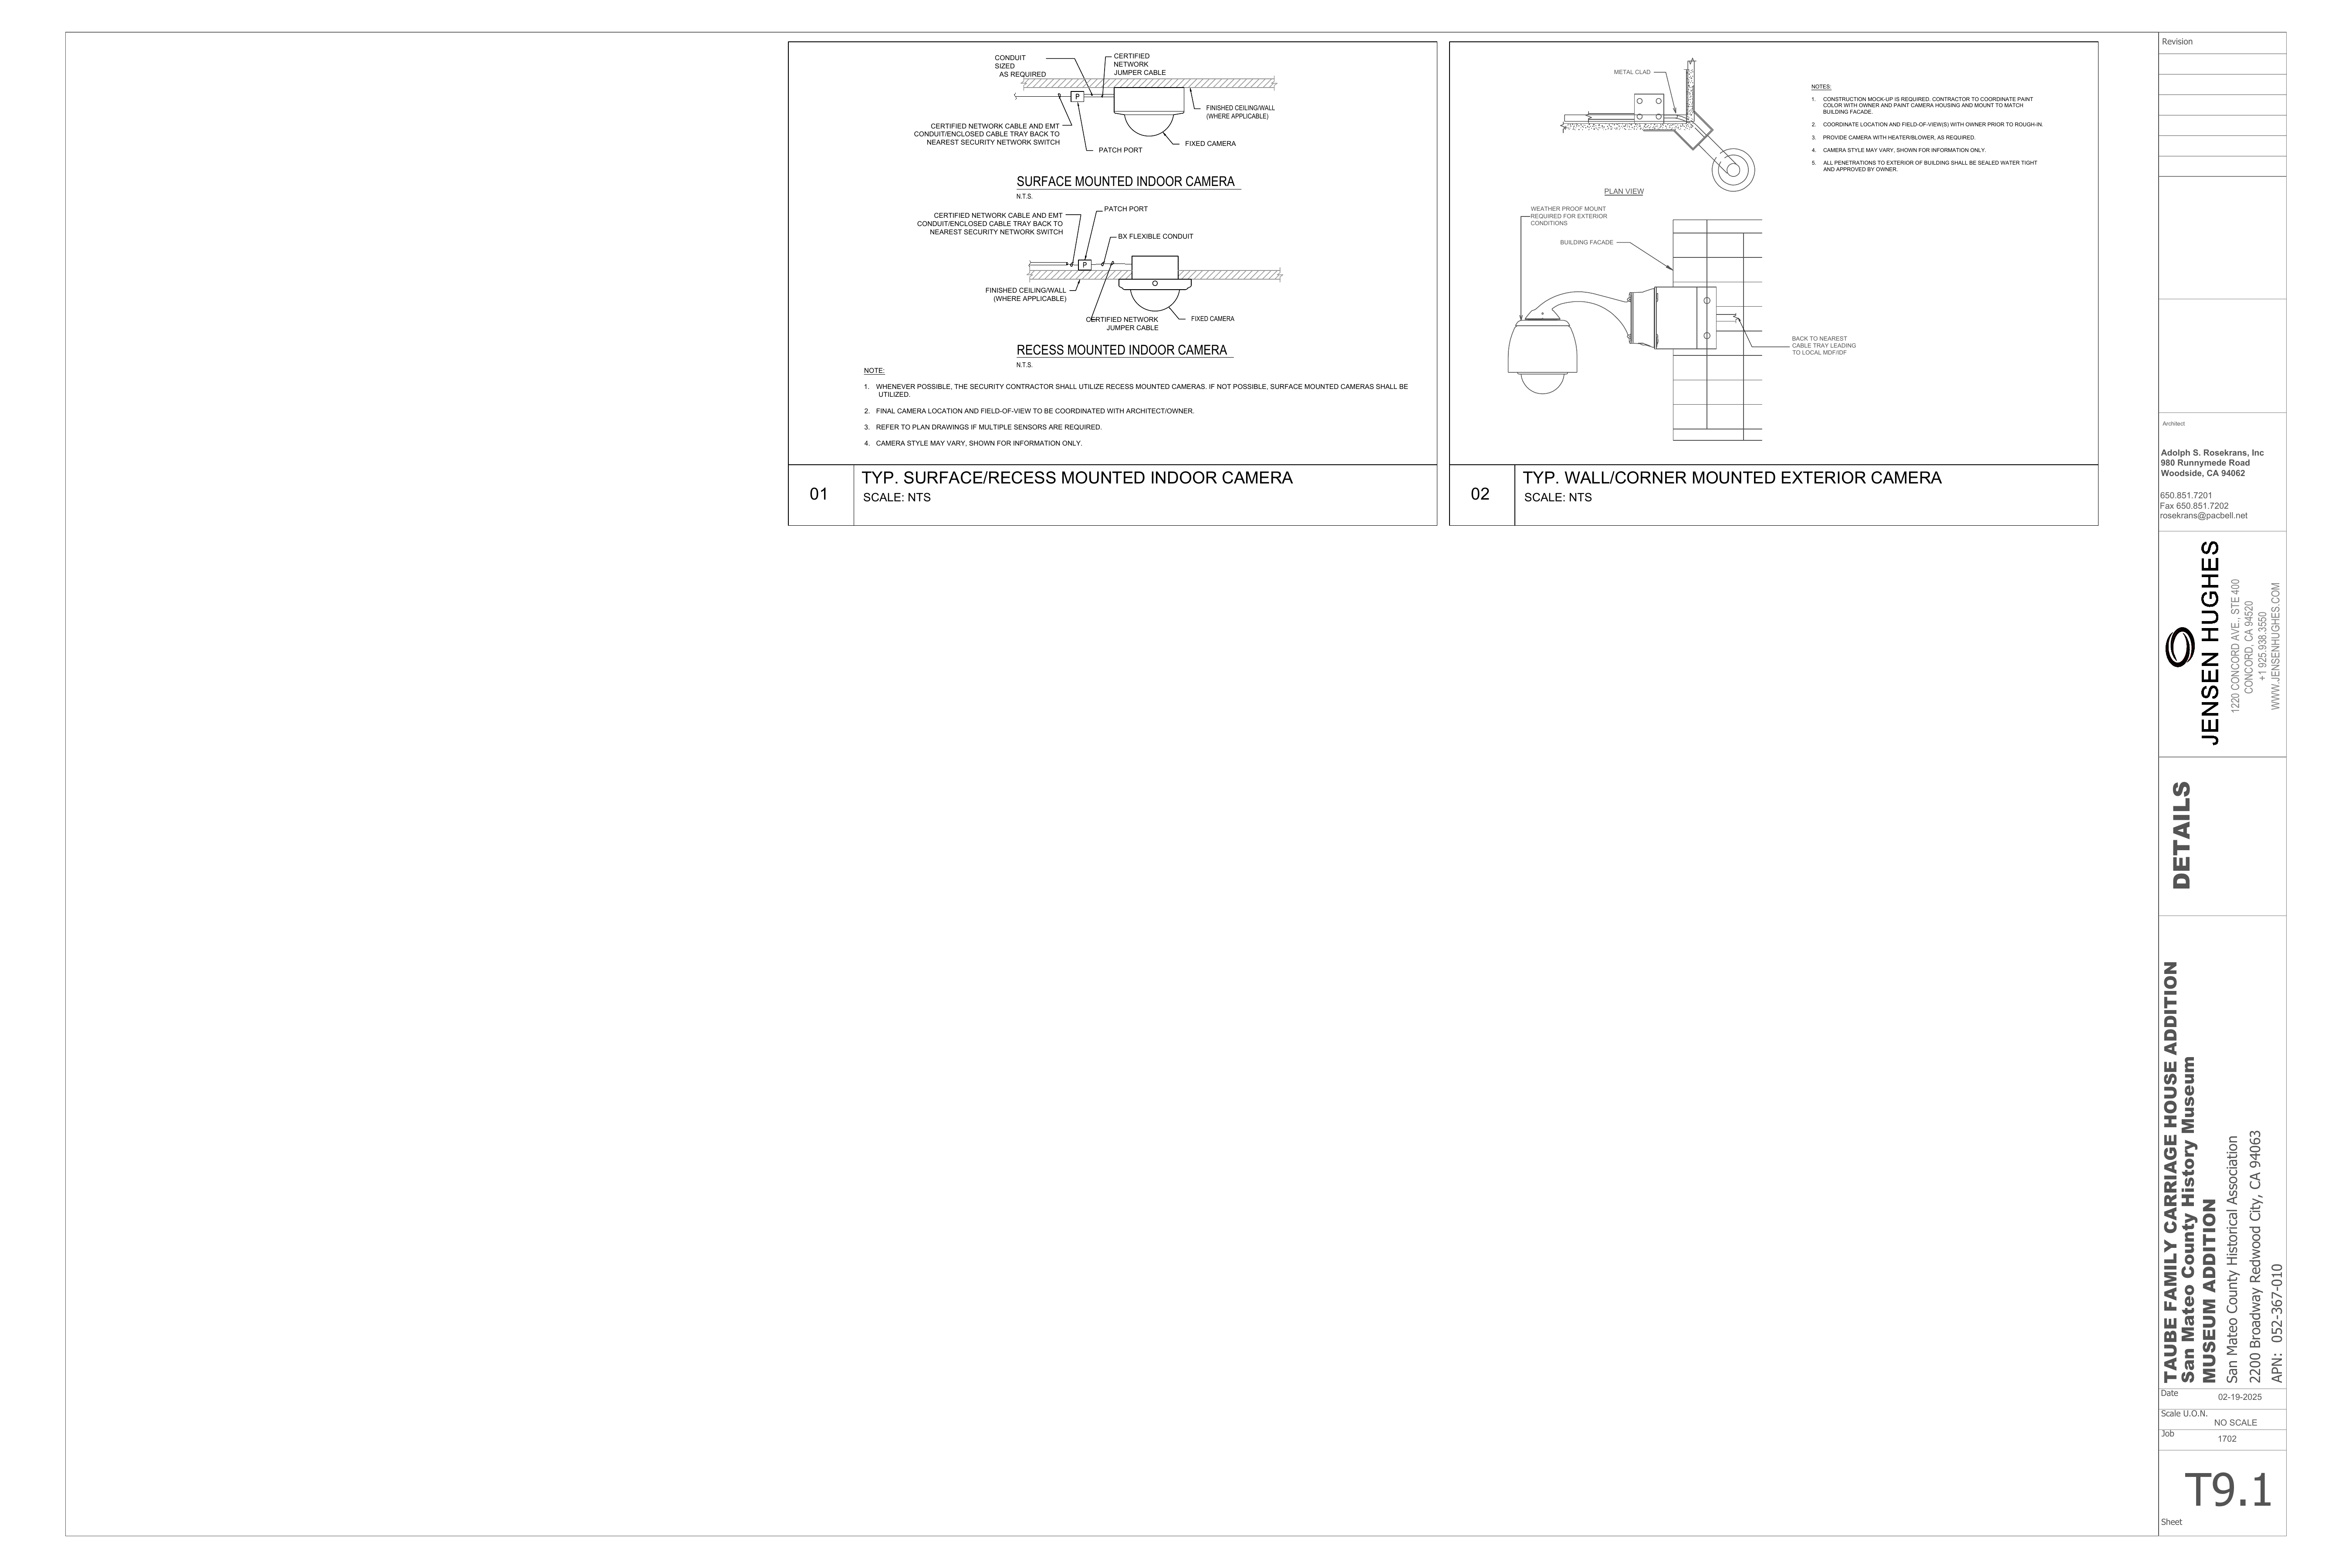 CONDUIT
SIZED
AS REQUIRED
CERTIFIED
NETWORK
JUMPER CABLE
P
FINISHED CEILING/WALL
(WHERE APPLICABLE)
CERTIFIED NETWORK CABLE AND EMT
CONDUIT/ENCLOSED CABLE TRAY BACK TO
NEAREST SECURITY NETWORK SWITCH
PATCH PORT
FIXED CAMERA
SURFACE MOUNTED INDOOR CAMERA
N.T.S.
CERTIFIED NETWORK CABLE AND EMT
CONDUIT/ENCLOSED CABLE TRAY BACK TO
NEAREST SECURITY NETWORK SWITCH
PATCH PORT
BX FLEXIBLE CONDUIT
P
FINISHED CEILING/WALL
(WHERE APPLICABLE)
CERTIFIED NETWORK
JUMPER CABLE
FIXED CAMERA
RECESS MOUNTED INDOOR CAMERA
N.T.S.
NOTE:
1. WHENEVER POSSIBLE, THE SECURITY CONTRACTOR SHALL UTILIZE RECESS MOUNTED CAMERAS. IF NOT POSSIBLE, SURFACE MOUNTED CAMERAS SHALL BE
UTILIZED.
2. FINAL CAMERA LOCATION AND FIELD-OF-VIEW TO BE COORDINATED WITH ARCHITECT/OWNER.
3. REFER TO PLAN DRAWINGS IF MULTIPLE SENSORS ARE REQUIRED.
4. CAMERA STYLE MAY VARY, SHOWN FOR INFORMATION ONLY.
01
TYP. SURFACE/RECESS MOUNTED INDOOR CAMERA
SCALE: NTS
METAL CLAD
PLAN VIEW
NOTES:
1. CONSTRUCTION MOCK-UP IS REQUIRED. CONTRACTOR TO COORDINATE PAINT
COLOR WITH OWNER AND PAINT CAMERA HOUSING AND MOUNT TO MATCH
BUILDING FACADE.
2. COORDINATE LOCATION AND FIELD-OF-VIEW(S) WITH OWNER PRIOR TO ROUGH-IN.
3. PROVIDE CAMERA WITH HEATER/BLOWER, AS REQUIRED.
4. CAMERA STYLE MAY VARY, SHOWN FOR INFORMATION ONLY.
5. ALL PENETRATIONS TO EXTERIOR OF BUILDING SHALL BE SEALED WATER TIGHT
AND APPROVED BY OWNER.
WEATHER PROOF MOUNT
REQUIRED FOR EXTERIOR
CONDITIONS
BUILDING FACADE
BACK TO NEAREST
CABLE TRAY LEADING
TO LOCAL MDF/IDF
02
TYP. WALL/CORNER MOUNTED EXTERIOR CAMERA
SCALE: NTS
Revision
Architect
Adolph S. Rosekrans, Inc
980 Runnymede Road
Woodside, CA 94062
650.851.7201
Fax 650.851.7202
rosekrans@pacbell.net
JENSEN HUGHES
1220 CONCORD AVE., STE 400
CONCORD, CA 94520
+1 925.938.3550
WWW.JENSENHUGHES.COM
DETAILS
TAUBE FAMILY CARRIAGE HOUSE ADDITION
San Mateo County History Museum
MUSEUM ADDITION
San Mateo County Historical Association
2200 Broadway Redwood City, CA 94063
APN: 052-367-010
Date
02-19-2025
Scale U.O.N.
NO SCALE
Job
1702
T9.1
Sheet